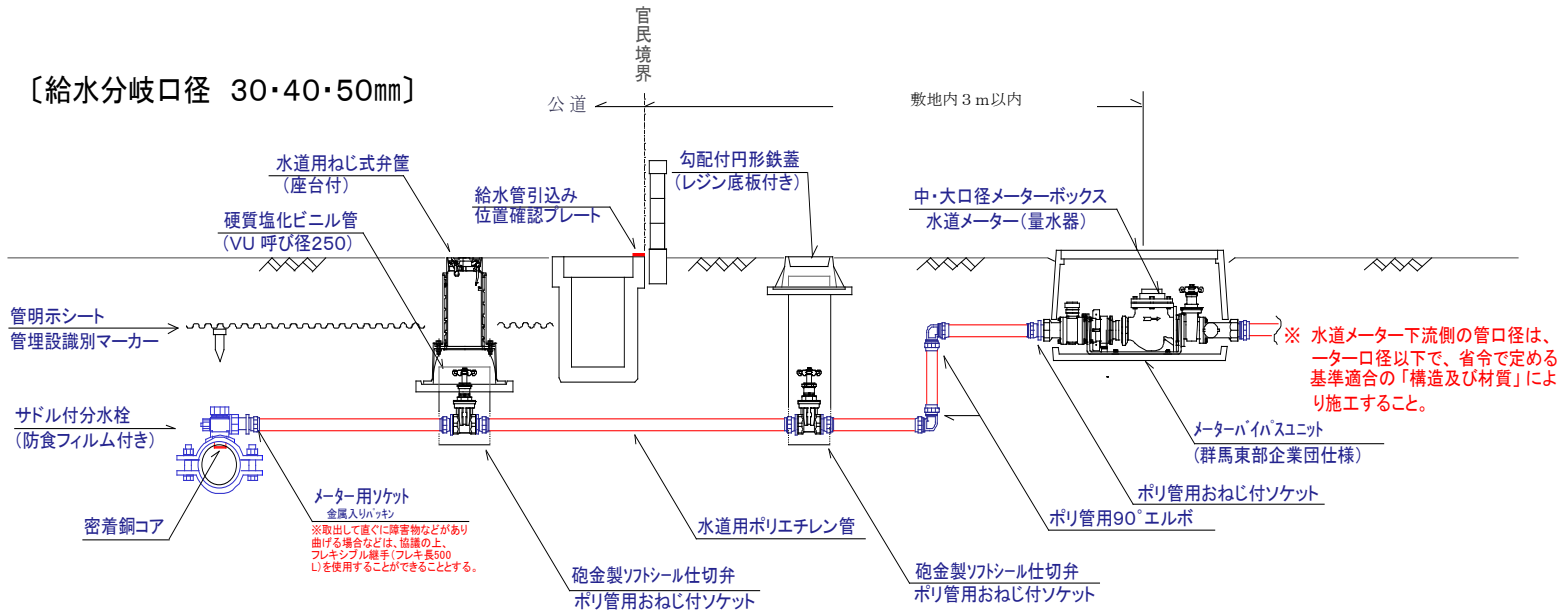 官民境界
〔給水分岐口径 30・40・50㎜〕
公道
敷地内３ｍ以内
水道用ねじ式弁筐
(座台付)
給水管引込み
位置確認プレート
勾配付円形鉄蓋
(レジン底板付き)
中・大口径メーターボックス
水道メーター(量水器)
硬質塩化ビニル管
(VU 呼び径250)
管明示シート
管埋設識別マーカー
※ 水道メーター下流側の管口径は、
ーター口径以下で、省令で定める
基準適合の「構造及び材質」によ
り施工すること。
サドル付分水栓
(防食フィルム付き)
メーターバイパスユニット
(群馬東部企業団仕様)
メーター用ソケット
金属入りパッキン
※取出して直ぐに障害物などがあり
曲げる場合などは、協議の上、
フレキシブル継手(フレキ長500
L)を使用することができることとする。
密着銅コア
水道用ポリエチレン管
ポリ管用おねじ付ソケット
ポリ管用90°エルボ
砲金製ソフトシール仕切弁
ポリ管用おねじ付ソケット
砲金製ソフトシール仕切弁
ポリ管用おねじ付ソケット